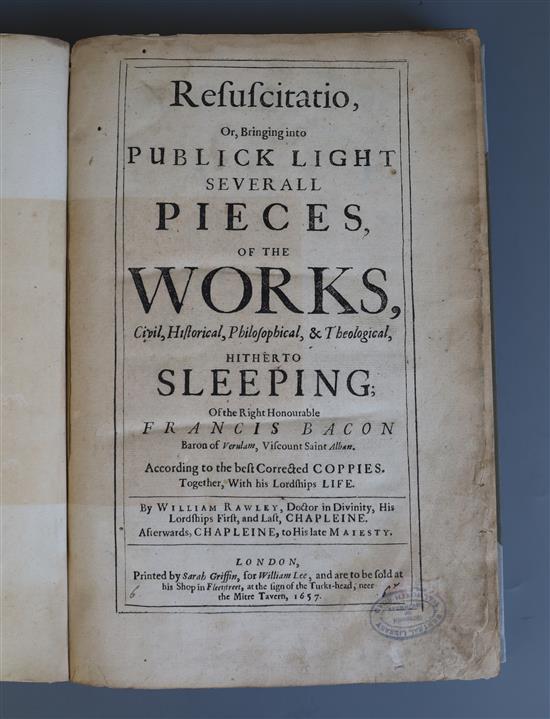 Reſuſcitatio,
Or, Bringing into
PUBLICK LIGHT
SEVERALL
PIECES,
OF THE
WORKS,
Civil, Hiſtorical, Philoſophical, & Theological,
HITHERTO
SLEEPING;
Of the Right Honourable
FRANCIS BACON
Baron of Verulam, Viſcount Saint Alban.
According to the beſt Corrected COPPIES.
Together, With his Lordſhips LIFE.
By WILLIAM RAWLEY, Doctor in Divinity, His
Lordſhips Firſt, and Laſt, CHAPLEINE.
Afterwards, CHAPLEINE, to His late MAIESTY.
LONDON,
Printed by Sarah Griffin, for William Lee, and are to be ſold at
his Shop in Fleetſtreet, at the ſign of the Turks-head, neer
the Mitre Tavern, 1657.